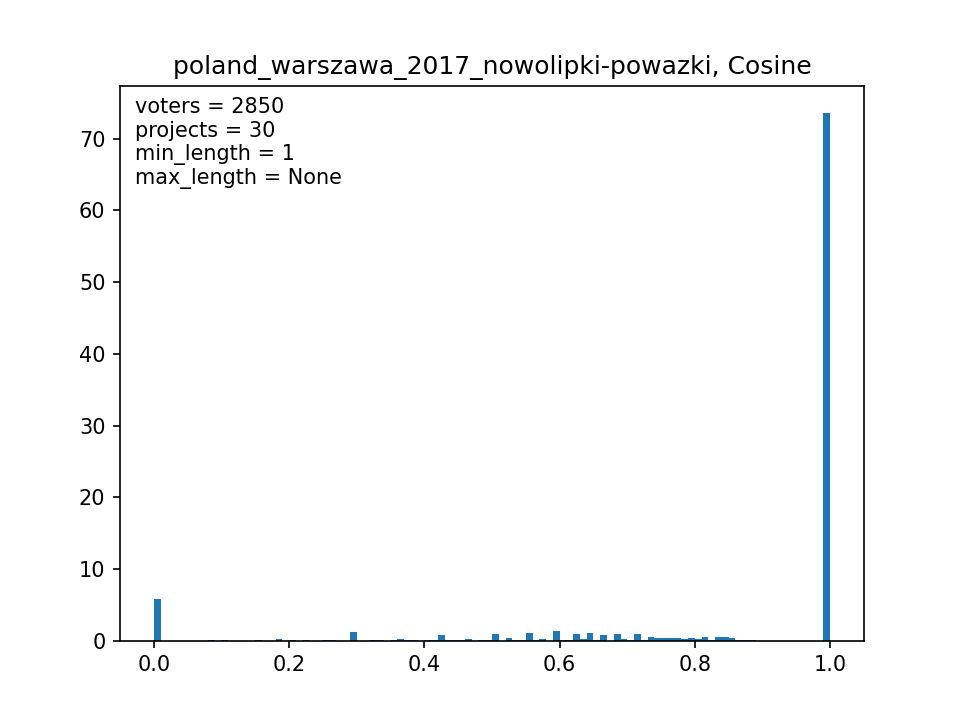 poland_warszawa_2017_nowolipki-powazki, Cosine
voters = 2850
projects = 30
min_length = 1
max_length = None
70
60
50
40
30
20
10
0
0.0 0.2 0.4 0.6 0.8 1.0